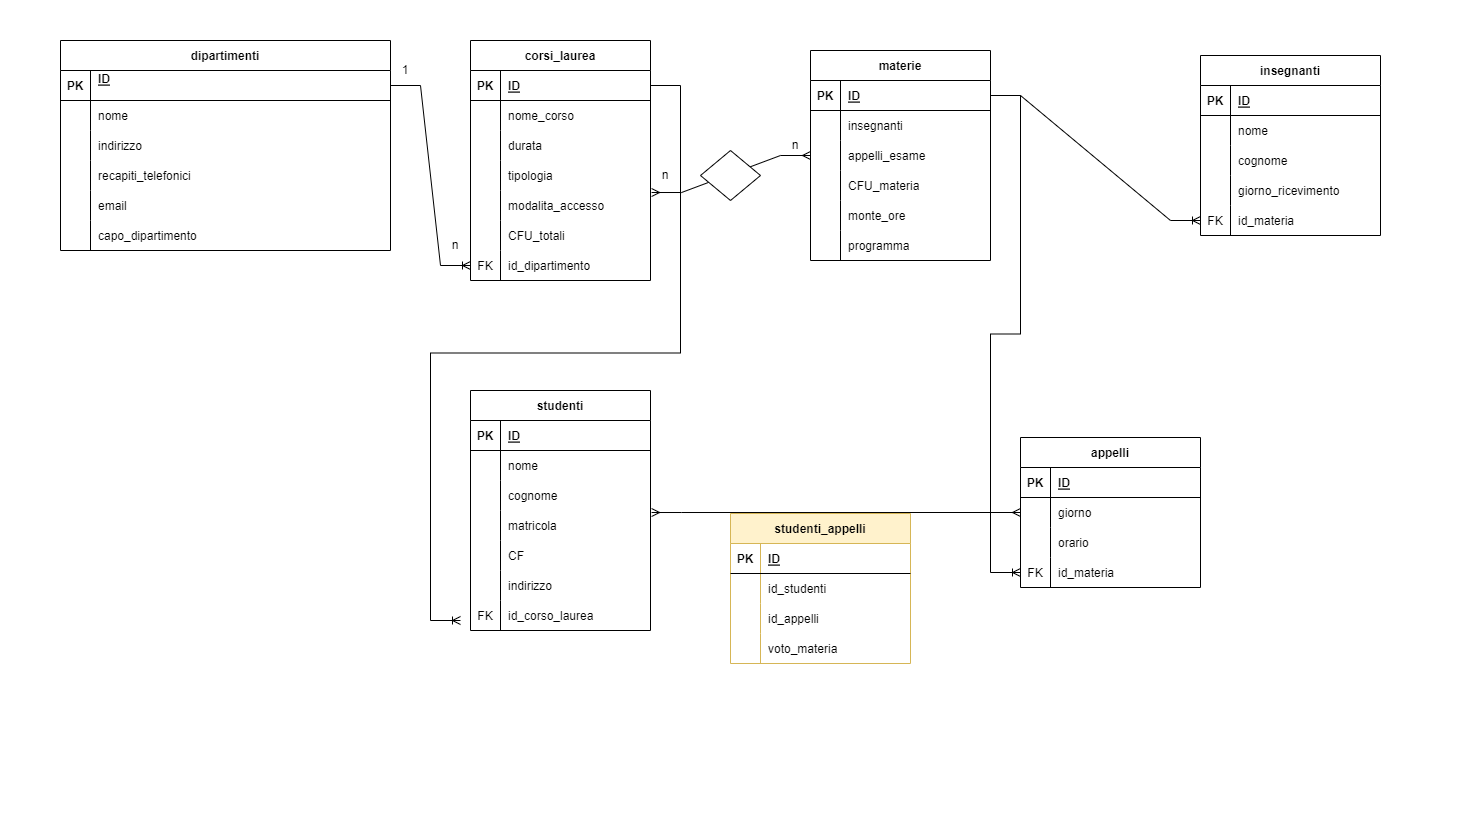 dipartimenti
PK ID
nome
indirizzo
recapiti_telefonici
email
capo_dipartimento
1
n
corsi_laurea
PK ID
nome_corso
durata
tipologia
modalita_accesso
CFU_totali
FK id_dipartimento
n
n
materie
PK ID
insegnanti
appelli_esame
CFU_materia
monte_ore
programma
insegnanti
PK ID
nome
cognome
giorno_ricevimento
FK id_materia
studenti
PK ID
nome
cognome
matricola
CF
indirizzo
FK id_corso_laurea
studenti_appelli
PK ID
id_studenti
id_appelli
voto_materia
appelli
PK ID
giorno
orario
FK id_materia